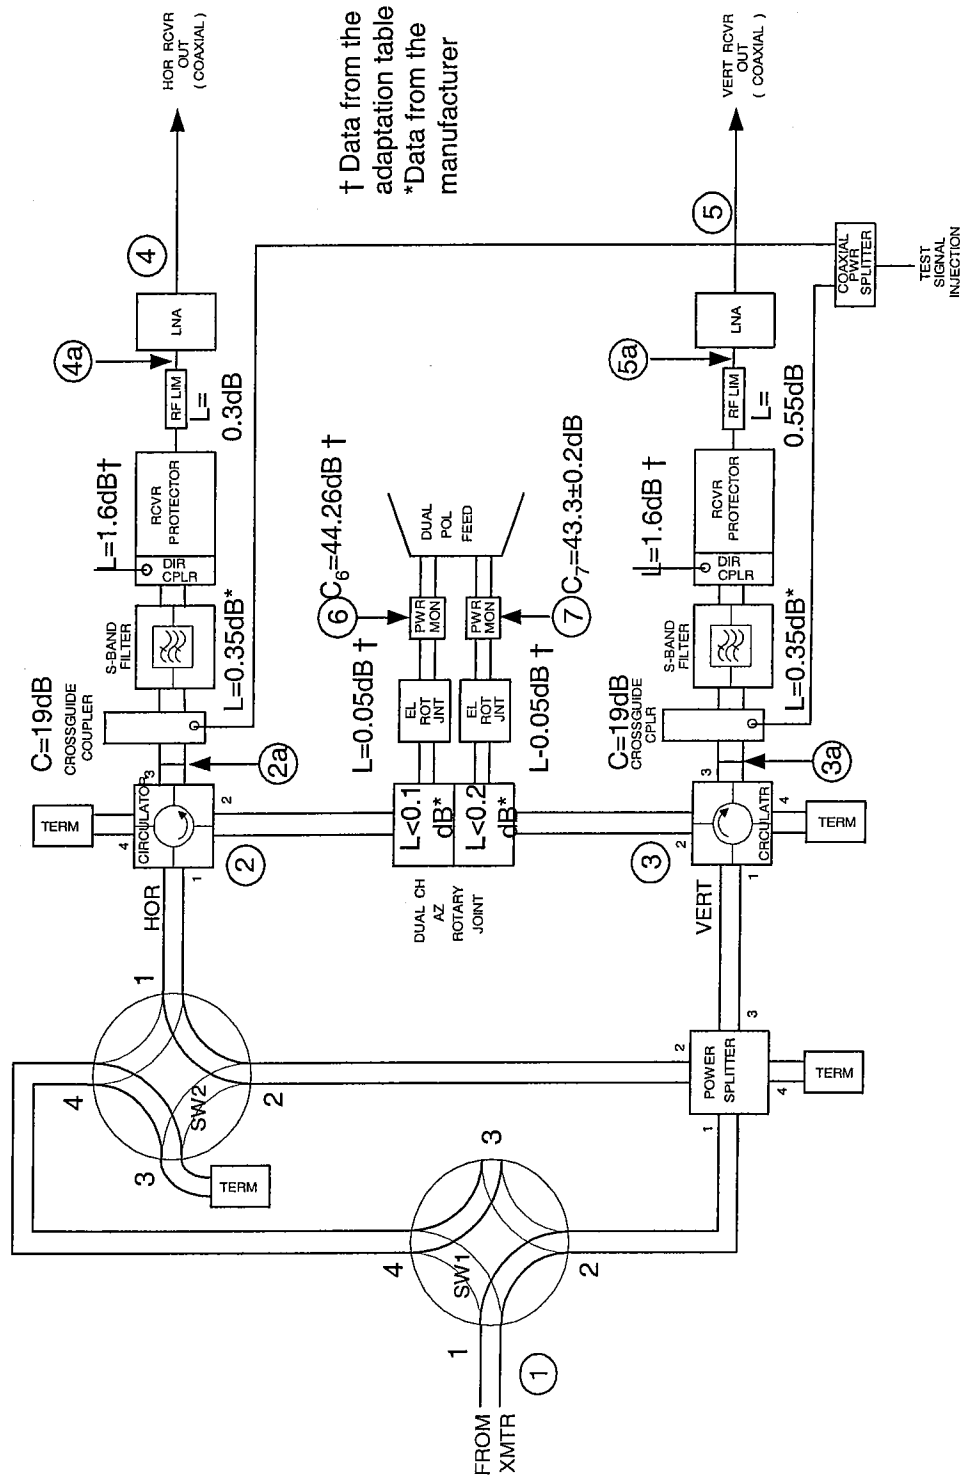 HOR RCVR
OUT
( COAXIAL )
† Data from the
adaptation table
*Data from the
manufacturer
VERT RCVR
OUT
( COAXIAL )
4
LNA
4a
RF LIM
L=
0.3dB
L=1.6dB†
RCVR
PROTECTOR
DIR
CPLR
S-BAND
FILTER
L=0.35dB*
C=19dB
CROSSGUIDE
COUPLER
2a
TERM
CIRCULATOR
1
2
3
4
2
HOR
C6=44.26dB †
6
DUAL
POL
FEED
PWR
MON
PWR
MON
7
C7=43.3±0.2dB
L=0.05dB †
EL
ROT
JNT
EL
ROT
JNT
L-0.05dB †
L<0.1
dB*
L<0.2
dB*
DUAL CH
AZ
ROTARY
JOINT
5
LNA
5a
RF LIM
L=
0.55dB
COAXIAL
PWR
SPLITTER
TEST
SIGNAL
INJECTION
L=1.6dB †
RCVR
PROTECTOR
DIR
CPLR
S-BAND
FILTER
L=0.35dB*
C=19dB
CROSSGUIDE
CPLR
3a
3
CRCULATR
1
2
3
4
TERM
VERT
SW2
1
2
3
4
TERM
POWER
SPLITTER
1
2
3
4
TERM
SW1
1
2
3
4
1
FROM
XMTR